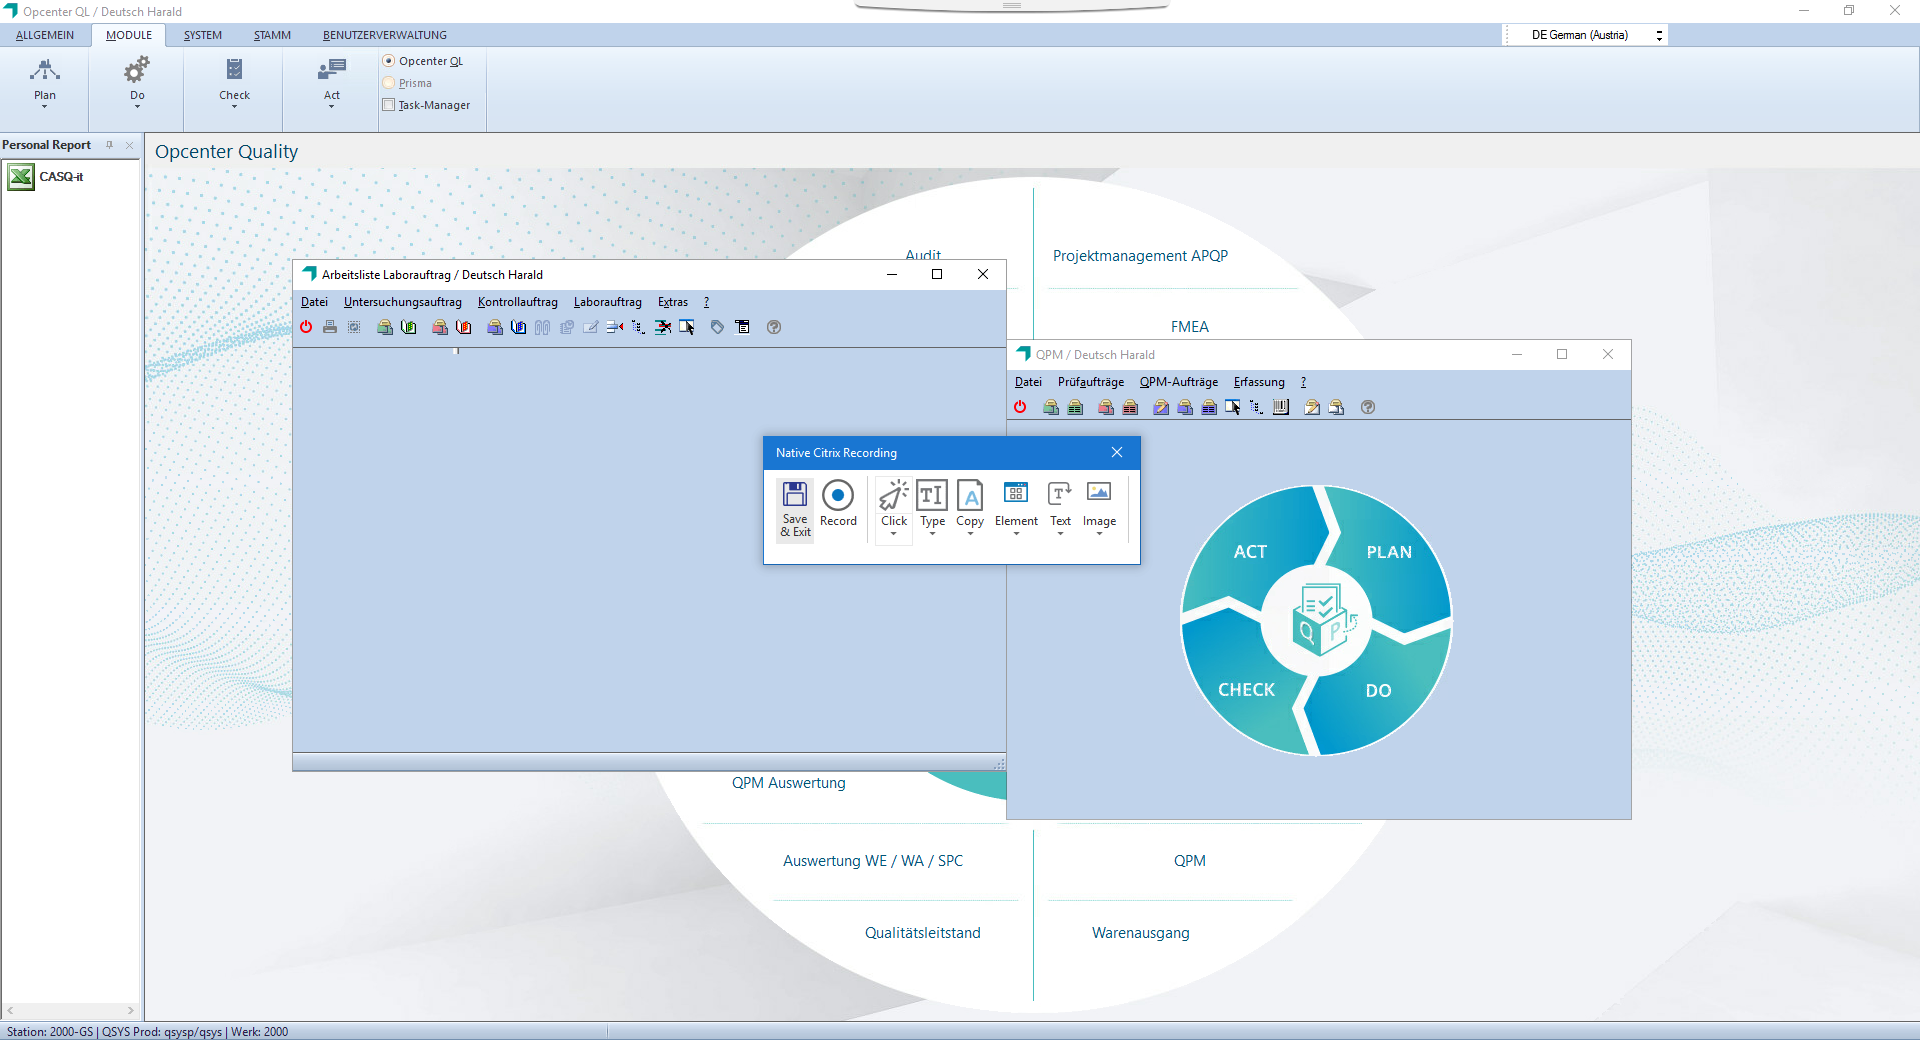 Opcenter QL / Deutsch Harald
ALLGEMEIN
MODULE
SYSTEM
STAMM
BENUTZERVERWALTUNG
DE German (Austria)
Plan
Do
Check
Act
Opcenter QL
Prisma
Task-Manager
Personal Report
CASQ-it
Opcenter Quality
Audit
Projektmanagement APQP
FMEA
Arbeitsliste Laborauftrag / Deutsch Harald
Datei Untersuchungsauftrag Kontrollauftrag Laborauftrag Extras ?
QPM / Deutsch Harald
Datei Prüfaufträge QPM-Aufträge Erfassung ?
Native Citrix Recording
Save
& Exit
Record
Click
Type
Copy
Element
Text
Image
ACT
PLAN
Q P
CHECK
DO
QPM Auswertung
Auswertung WE / WA / SPC
QPM
Qualitätsleitstand
Warenausgang
Station: 2000-GS | QSYS Prod: qsysp/qsys | Werk: 2000